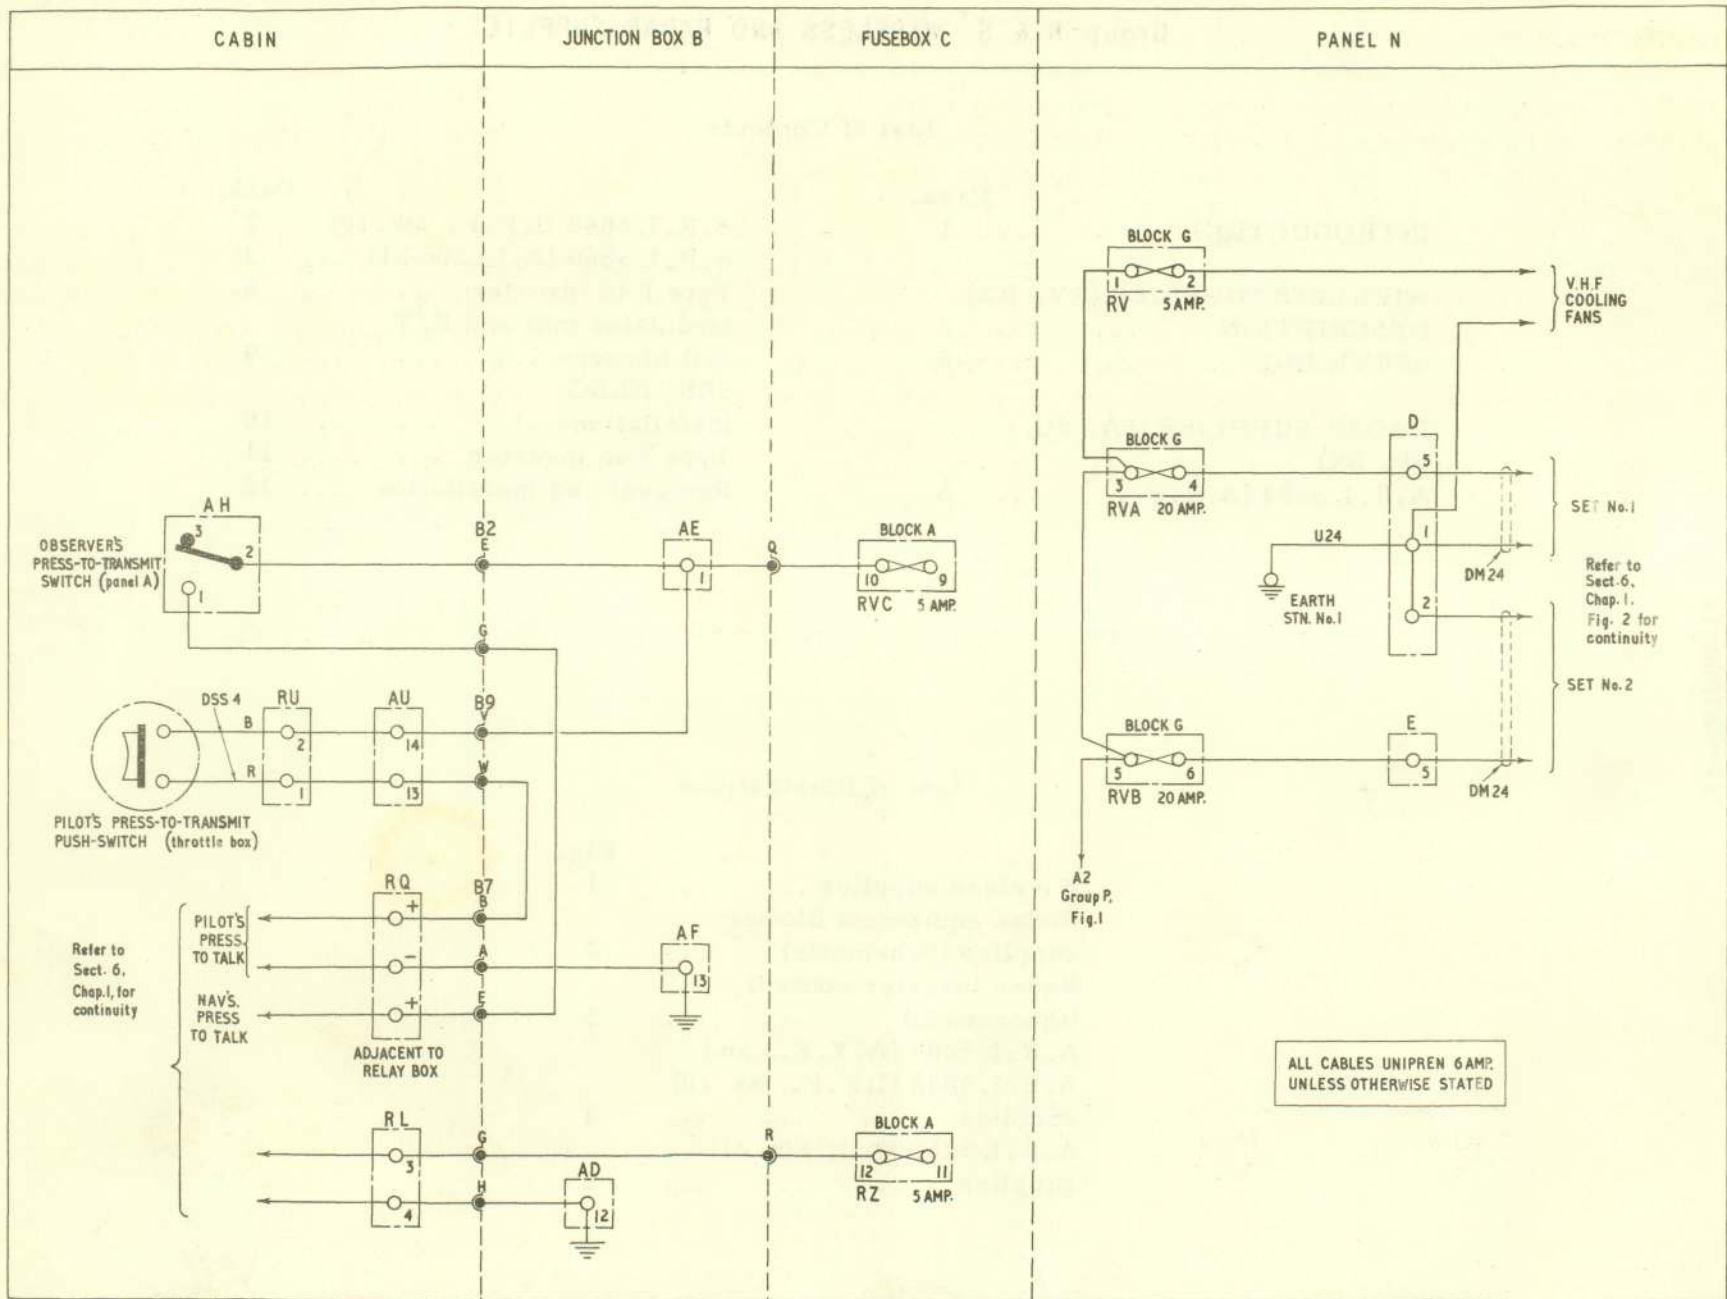 CABIN
JUNCTION BOX B
FUSEBOX C
PANEL N
AH
3
2
1
OBSERVER'S
PRESS-TO-TRANSMIT
SWITCH (panel A)
B2
E
G
AE
1
Q
BLOCK A
10 9
RVC 5 AMP.
DSS 4
B
R
RU
2
1
AU
14
13
B9
V
W
PILOT'S PRESS-TO-TRANSMIT
PUSH-SWITCH (throttle box)
RQ
+
-
+
B7
B
A
E
PILOT'S
PRESS.
TO TALK
NAV'S.
PRESS
TO TALK
Refer to
Sect. 6,
Chap.1, for
continuity
ADJACENT TO
RELAY BOX
AF
13
RL
3
4
G
H
AD
12
R
BLOCK A
12 11
RZ 5 AMP.
BLOCK G
1 2
RV 5 AMP.
V.H.F
COOLING
FANS
BLOCK G
3 4
RVA 20 AMP.
D
5
1
2
U24
EARTH
STN. No.1
DM24
SET No.1
Refer to
Sect.6,
Chap.1.
Fig. 2 for
continuity
SET No.2
BLOCK G
5 6
RVB 20 AMP.
E
5
DM24
A2
Group P,
Fig.1
ALL CABLES UNIPREN 6 AMP.
UNLESS OTHERWISE STATED